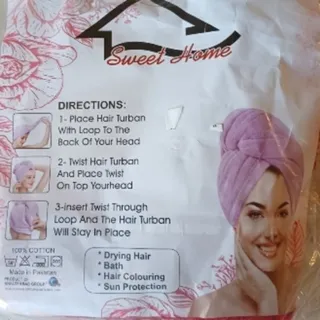 Sweet Home
DIRECTIONS:
1- Place Hair Turban
With Loop To The
Back Of Your Head
2- Twist Hair Turban
And Place Twist
On Top Yourhead
3-insert Twist Through
Loop And The Hair Turban
Will Stay In Place
100% COTTON
Made in Pakistan
* Drying Hair
* Bath
* Hair Colouring
* Sun Protection